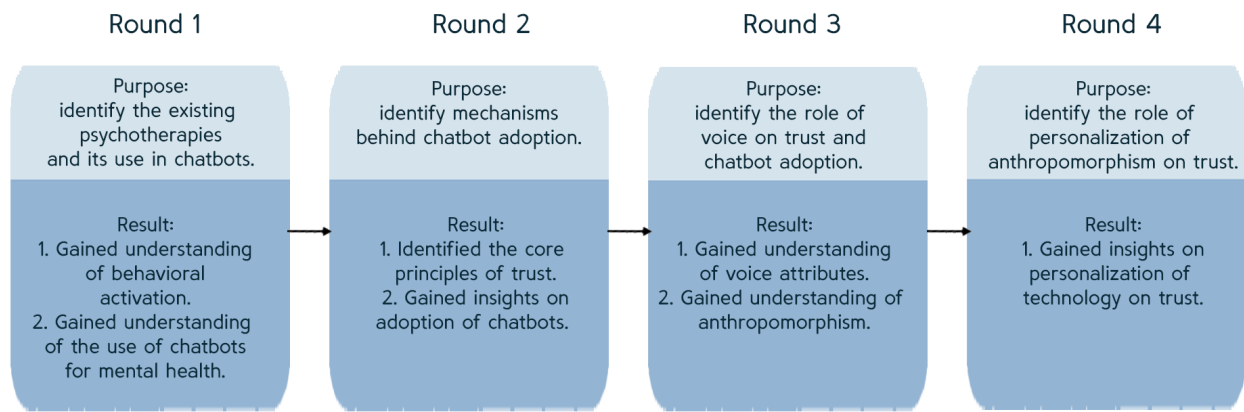 Round 1
Purpose:
identify the existing
psychotherapies
and its use in chatbots.
Result:
1. Gained understanding
of behavioral
activation.
2. Gained understanding
of the use of chatbots
for mental health.
Round 2
Purpose:
identify mechanisms
behind chatbot adoption.
Result:
1. Identified the core
principles of trust.
2. Gained insights on
adoption of chatbots.
Round 3
Purpose:
identify the role of
voice on trust and
chatbot adoption.
Result:
1. Gained understanding
of voice attributes.
2. Gained understanding of
anthropomorphism.
Round 4
Purpose:
identify the role of
personalization of
anthropomorphism on trust.
Result:
1. Gained insights on
personalization of
technology on trust.